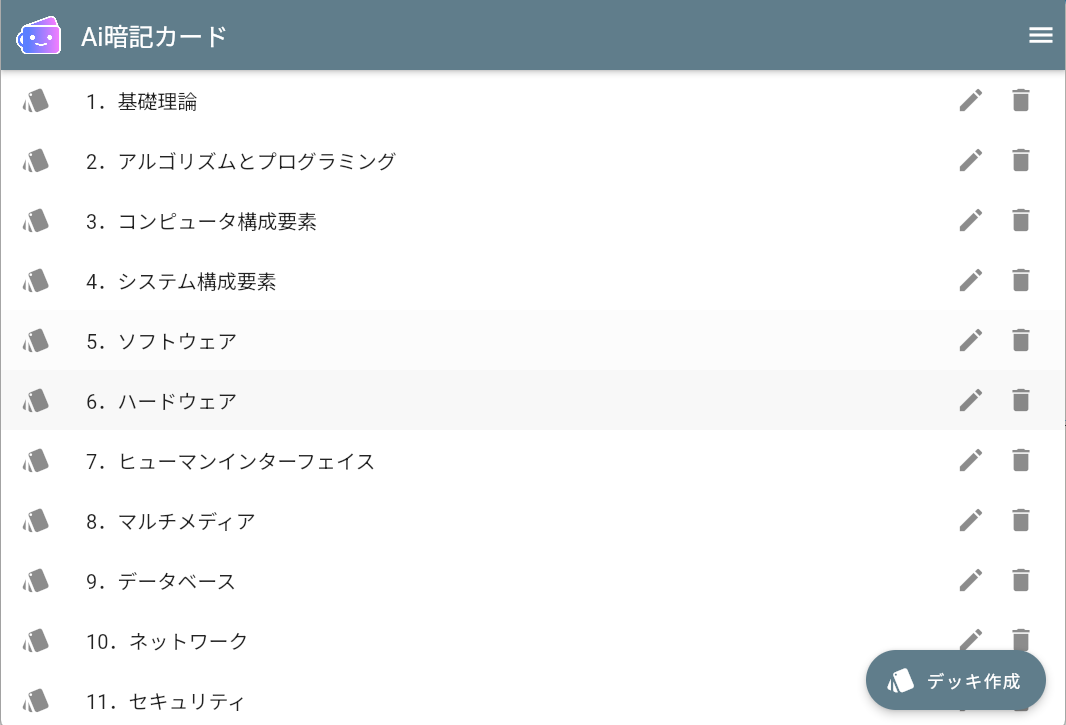 Ai暗記カード
1．基礎理論
2．アルゴリズムとプログラミング
3．コンピュータ構成要素
4．システム構成要素
5．ソフトウェア
6．ハードウェア
7．ヒューマンインターフェイス
8．マルチメディア
9．データベース
10．ネットワーク
11．セキュリティ
デッキ作成